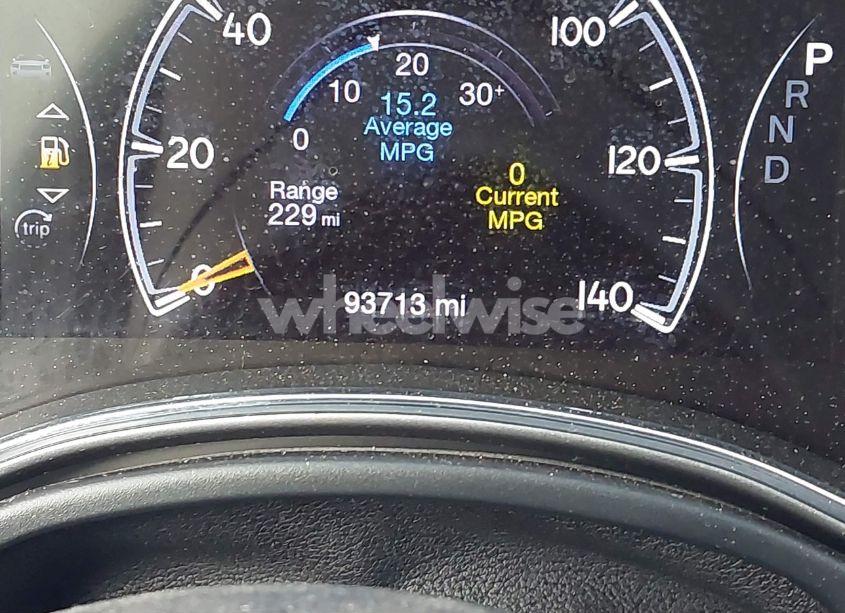 40
100
20
10
30+
15.2
Average
MPG
0
P
R
N
D
20
120
0
Current
MPG
Range
229 mi
trip
0
93713 mi
140
wheelwise